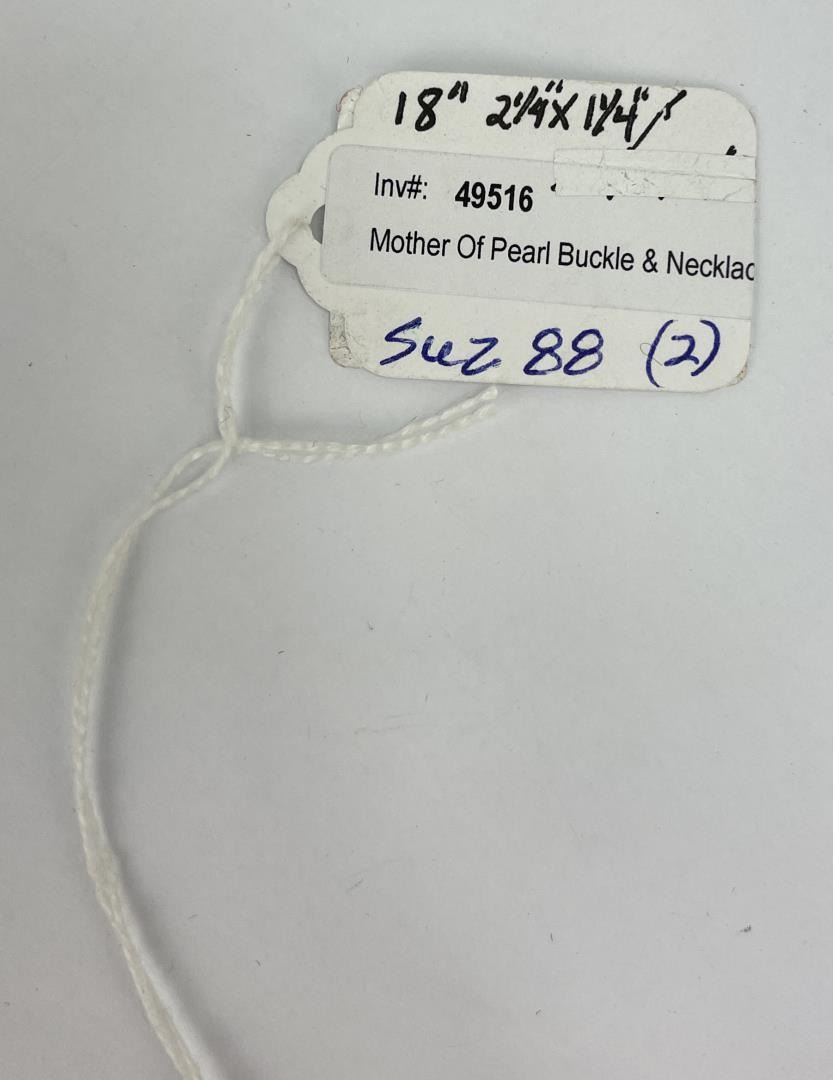 18" 2¼" X 1¼"
Inv#: 49516
Mother Of Pearl Buckle & Necklac
Suz 88 (2)